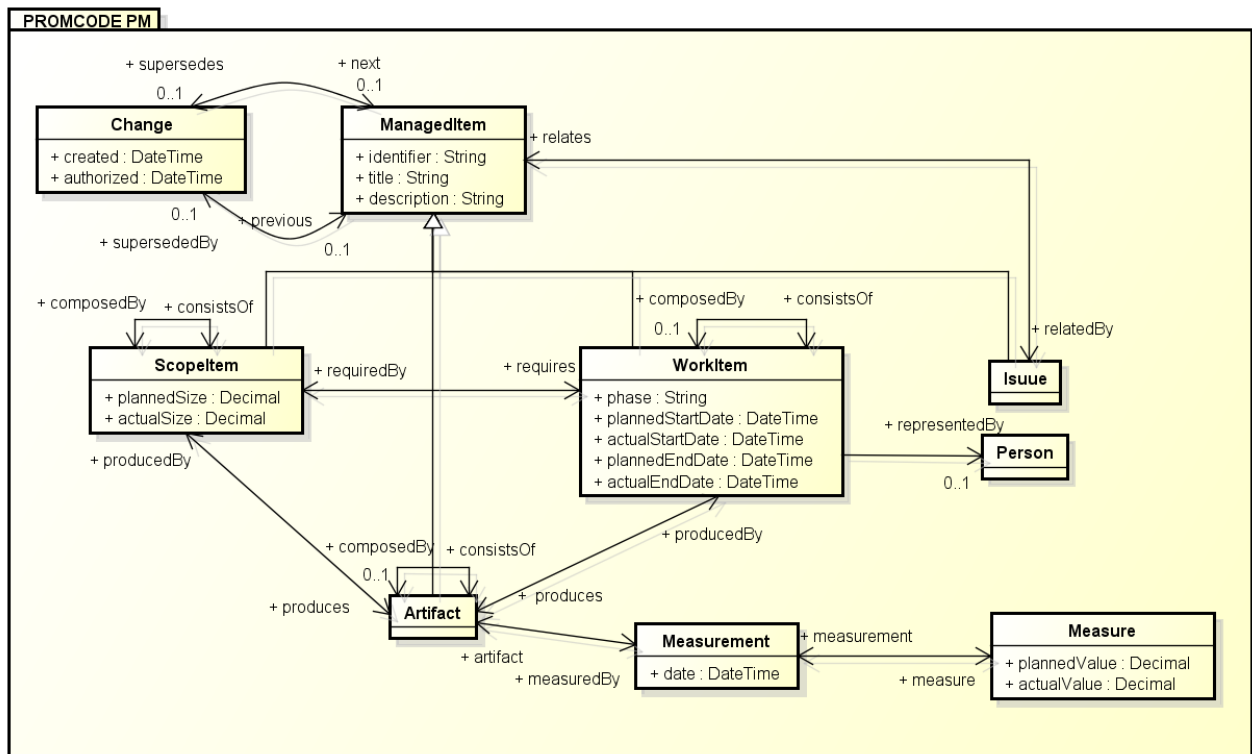 PROMCODE PM
+ supersedes
+ next
0..1
0..1
Change
+ created : DateTime
+ authorized : DateTime
ManagedItem
+ identifier : String
+ title : String
+ description : String
+ relates
0..1
+ previous
+ supersededBy
0..1
+ composedBy
+ consistsOf
+ composedBy
+ consistsOf
0..1
+ relatedBy
ScopeItem
+ plannedSize : Decimal
+ actualSize : Decimal
+ requiredBy
+ requires
WorkItem
+ phase : String
+ plannedStartDate : DateTime
+ actualStartDate : DateTime
+ plannedEndDate : DateTime
+ actualEndDate : DateTime
Isuue
+ representedBy
Person
0..1
+ producedBy
+ composedBy
+ consistsOf
0..1
+ producedBy
+ produces
Artifact
+ produces
+ artifact
+ measuredBy
Measurement
+ date : DateTime
+ measurement
+ measure
Measure
+ plannedValue : Decimal
+ actualValue : Decimal